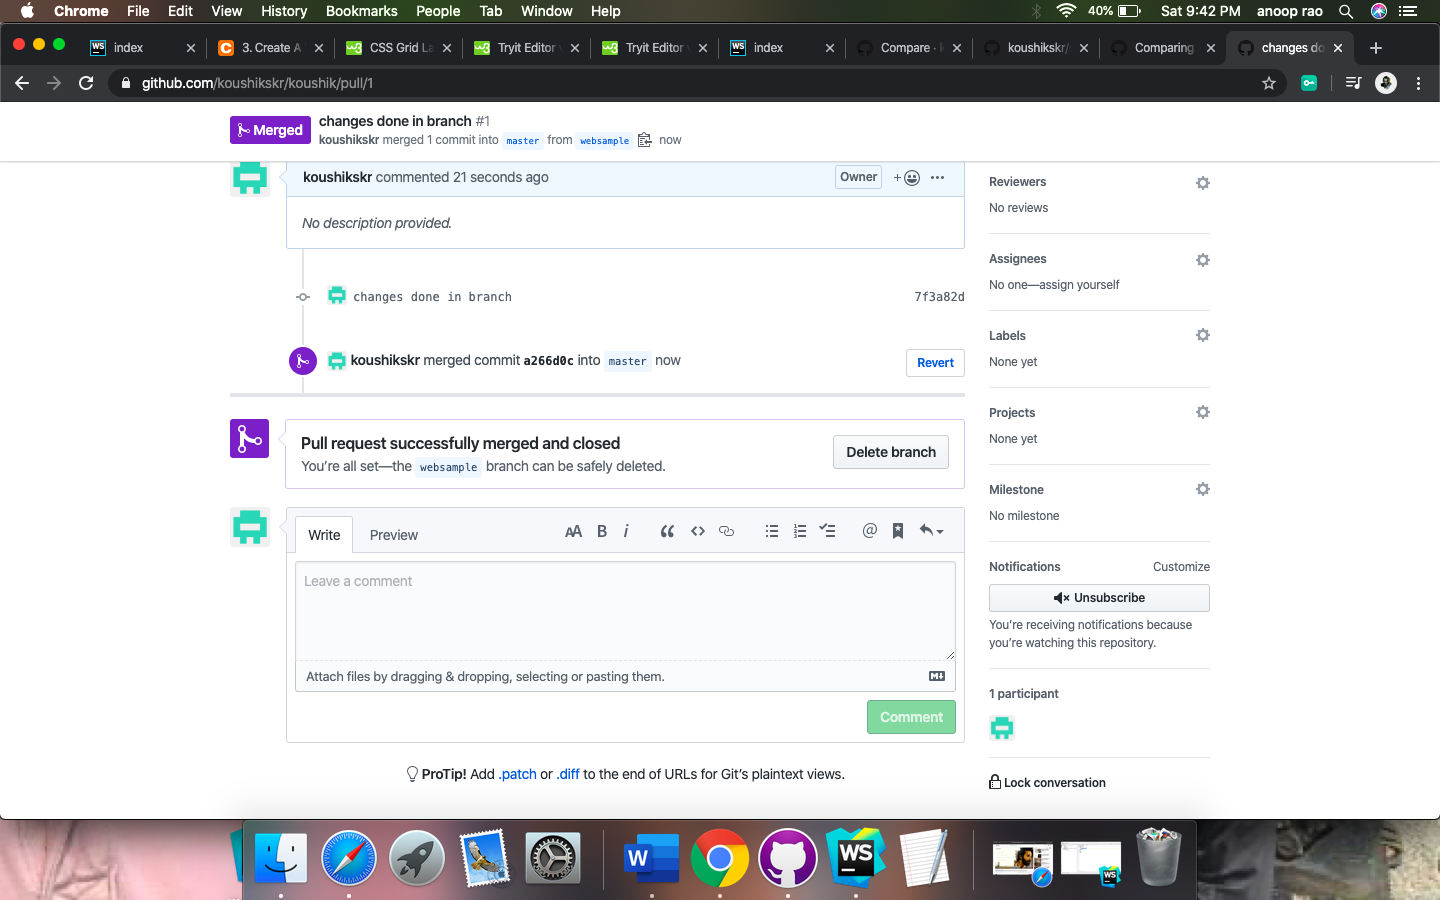 Chrome File Edit View History Bookmarks People Tab Window Help 40% Sat 9:42 PM anoop rao
WS index 3. Create A CSS Grid La Tryit Editor Tryit Editor WS index Compare · koushikskr/ Comparing changes do
github.com/koushikskr/koushik/pull/1
Merged changes done in branch #1
koushikskr merged 1 commit into master from websample now
koushikskr commented 21 seconds ago Owner
No description provided.
changes done in branch 7f3a82d
koushikskr merged commit a266d0c into master now Revert
Pull request successfully merged and closed
You're all set—the websample branch can be safely deleted. Delete branch
Write Preview
Leave a comment
Attach files by dragging & dropping, selecting or pasting them.
Comment
ProTip! Add .patch or .diff to the end of URLs for Git's plaintext views.
Reviewers
No reviews
Assignees
No one—assign yourself
Labels
None yet
Projects
None yet
Milestone
No milestone
Notifications Customize
Unsubscribe
You're receiving notifications because
you're watching this repository.
1 participant
Lock conversation
W WS